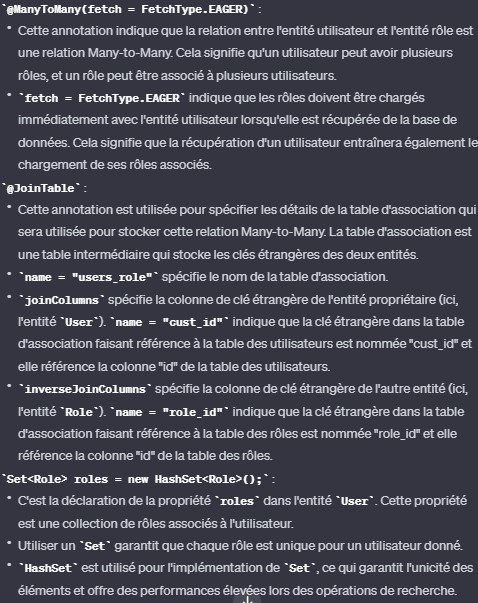 `@ManyToMany(fetch = FetchType.EAGER)` :
• Cette annotation indique que la relation entre l'entité utilisateur et l'entité rôle est
une relation Many-to-Many. Cela signifie qu'un utilisateur peut avoir plusieurs
rôles, et un rôle peut être associé à plusieurs utilisateurs.
• `fetch = FetchType.EAGER` indique que les rôles doivent être chargés
immédiatement avec l'entité utilisateur lorsqu'elle est récupérée de la base de
données. Cela signifie que la récupération d'un utilisateur entraînera également le
chargement de ses rôles associés.
`@JoinTable` :
• Cette annotation est utilisée pour spécifier les détails de la table d'association qui
sera utilisée pour stocker cette relation Many-to-Many. La table d'association est
une table intermédiaire qui stocke les clés étrangères des deux entités.
• `name = "users_role"` spécifie le nom de la table d'association.
• `joinColumns` spécifie la colonne de clé étrangère de l'entité propriétaire (ici,
l'entité `User`). `name = "cust_id"` indique que la clé étrangère dans la table
d'association faisant référence à la table des utilisateurs est nommée "cust_id" et
elle référence la colonne "id" de la table des utilisateurs.
• `inverseJoinColumns` spécifie la colonne de clé étrangère de l'autre entité (ici,
l'entité `Role`). `name = "role_id"` indique que la clé étrangère dans la table
d'association faisant référence à la table des rôles est nommée "role_id" et elle
référence la colonne "id" de la table des rôles.
`Set<Role> roles = new HashSet<Role>();` :
• C'est la déclaration de la propriété `roles` dans l'entité `User`. Cette propriété
est une collection de rôles associés à l'utilisateur.
• Utiliser un `Set` garantit que chaque rôle est unique pour un utilisateur donné.
• `HashSet` est utilisé pour l'implémentation de `Set`, ce qui garantit l'unicité des
éléments et offre des performances élevées lors des opérations de recherche.